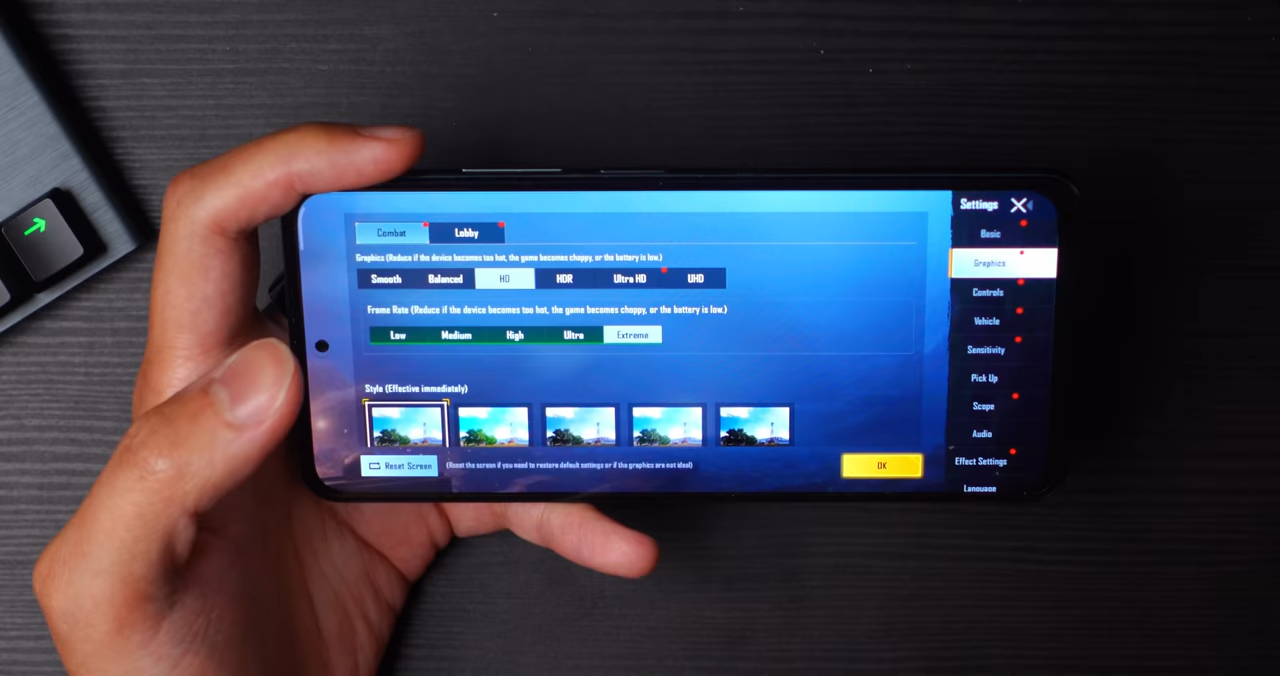 Settings
Combat
Lobby
Basic
Graphics (Reduce if the device becomes too hot, the game becomes choppy, or the battery is low.)
Graphics
Smooth Balanced HD HDR Ultra HD UHD
Controls
Frame Rate (Reduce if the device becomes too hot, the game becomes choppy, or the battery is low.)
Vehicle
Low Medium High Ultra Extreme
Sensitivity
Pick Up
Style (Effective immediately)
Scope
Audio
Reset Screen
(Reset the screen if you need to restore default settings or if the graphics are not ideal)
OK
Effect Settings
Language